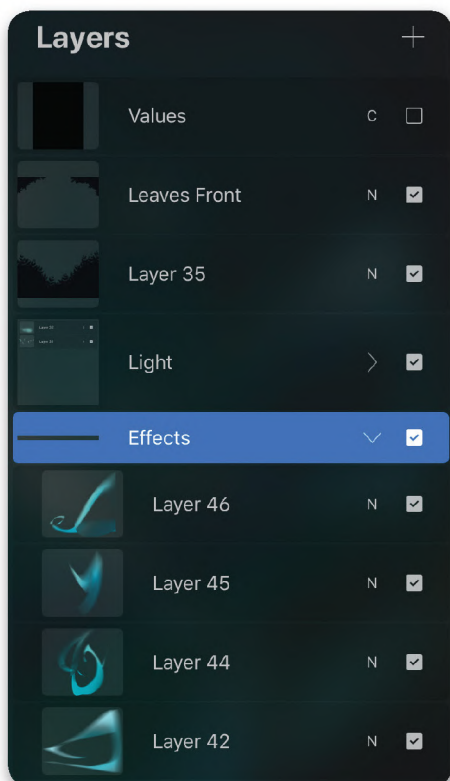 Layers
Values C
Leaves Front N
Layer 35 N
Light
Effects
Layer 46 N
Layer 45 N
Layer 44 N
Layer 42 N